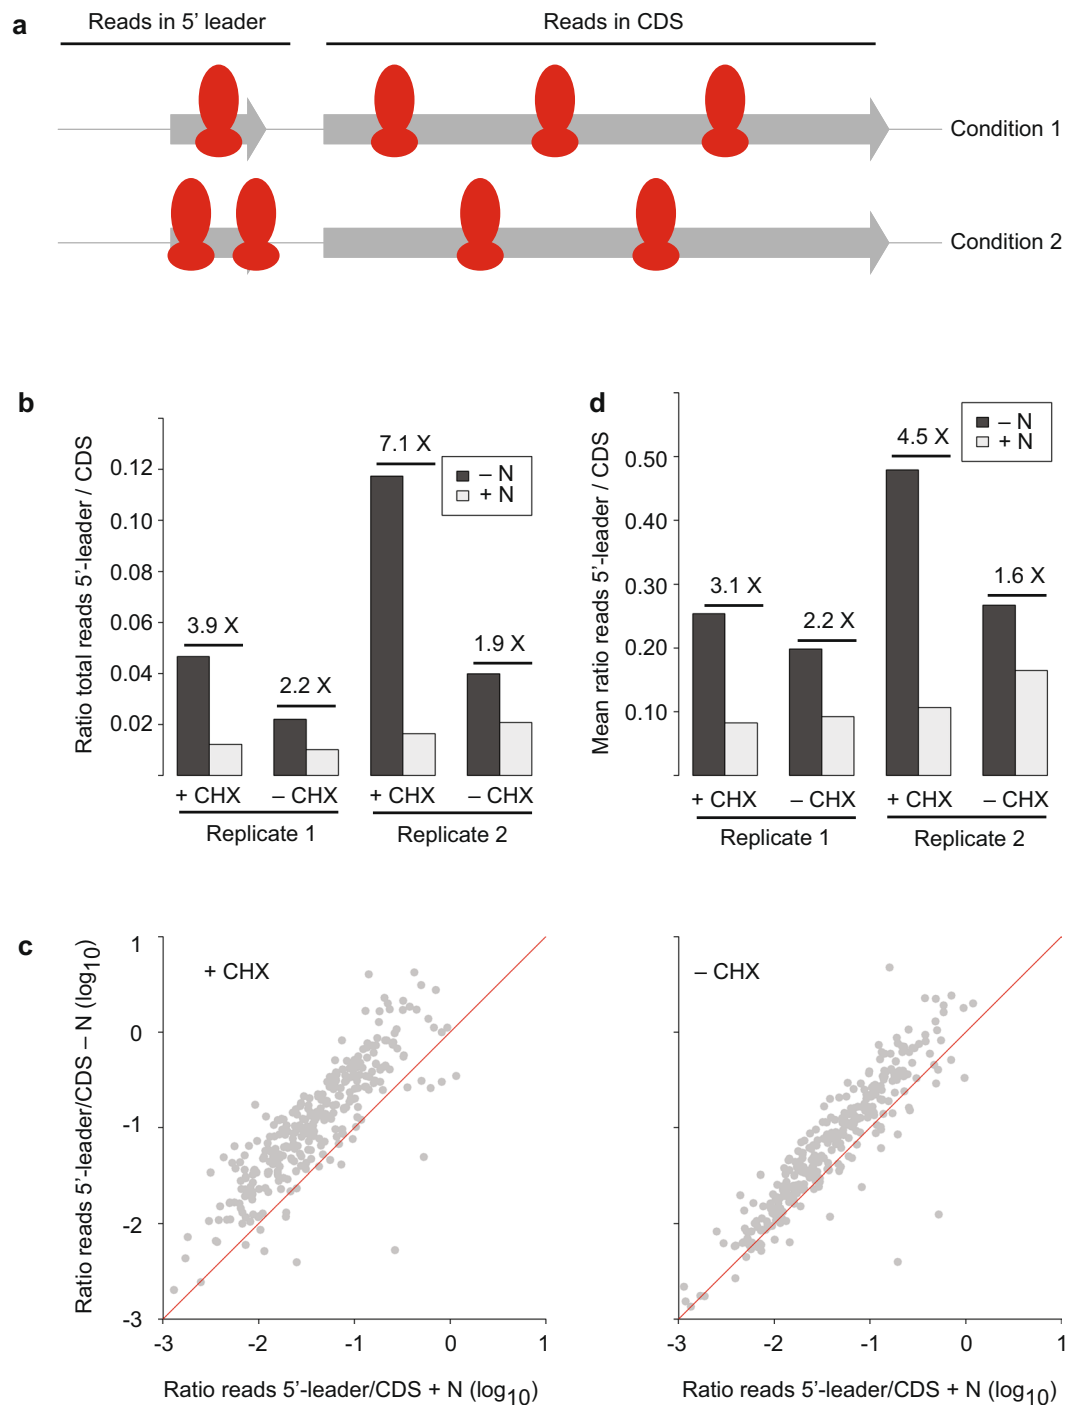 a
Reads in 5’ leader
Reads in CDS
Condition 1
Condition 2
b
Ratio total reads 5’-leader / CDS
0.12
0.10
0.08
0.06
0.04
0.02
3.9 X
2.2 X
7.1 X
1.9 X
– N
+ N
+ CHX
– CHX
+ CHX
– CHX
Replicate 1
Replicate 2
d
Mean ratio reads 5’-leader / CDS
0.50
0.40
0.30
0.20
0.10
3.1 X
2.2 X
4.5 X
1.6 X
– N
+ N
+ CHX
– CHX
+ CHX
– CHX
Replicate 1
Replicate 2
c
Ratio reads 5’-leader/CDS – N (log10)
1
0
-1
-2
-3
+ CHX
-3 -2 -1 0 1
Ratio reads 5’-leader/CDS + N (log10)
– CHX
-3 -2 -1 0 1
Ratio reads 5’-leader/CDS + N (log10)